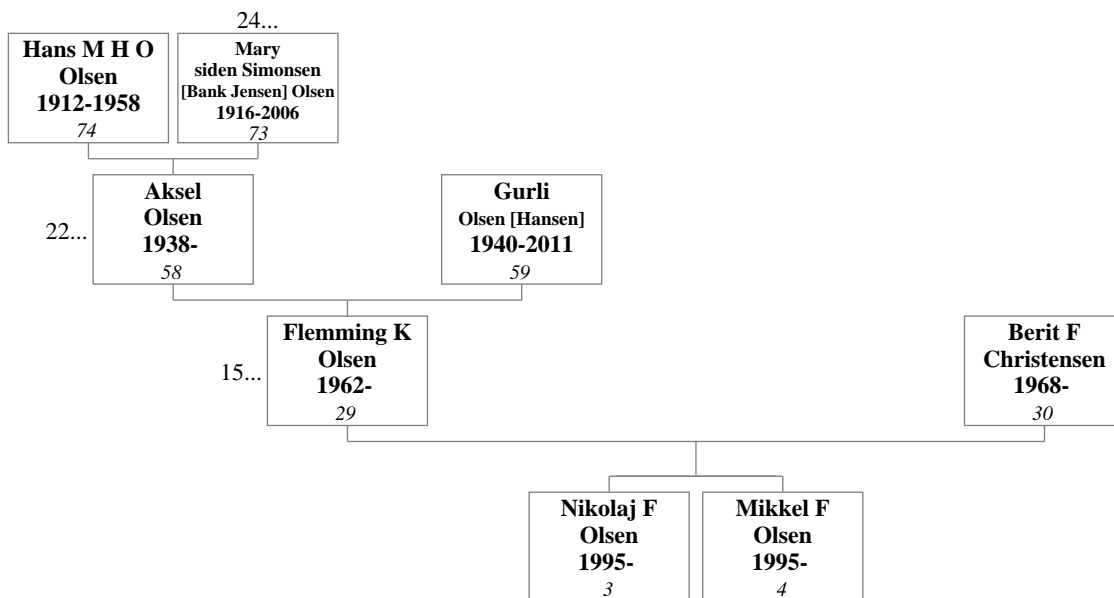 24...
Hans M H O
Olsen
1912-1958
74
Mary
siden Simonsen
[Bank Jensen] Olsen
1916-2006
73
22...
Aksel
Olsen
1938-
58
Gurli
Olsen [Hansen]
1940-2011
59
15...
Flemming K
Olsen
1962-
29
Berit F
Christensen
1968-
30
Nikolaj F
Olsen
1995-
3
Mikkel F
Olsen
1995-
4